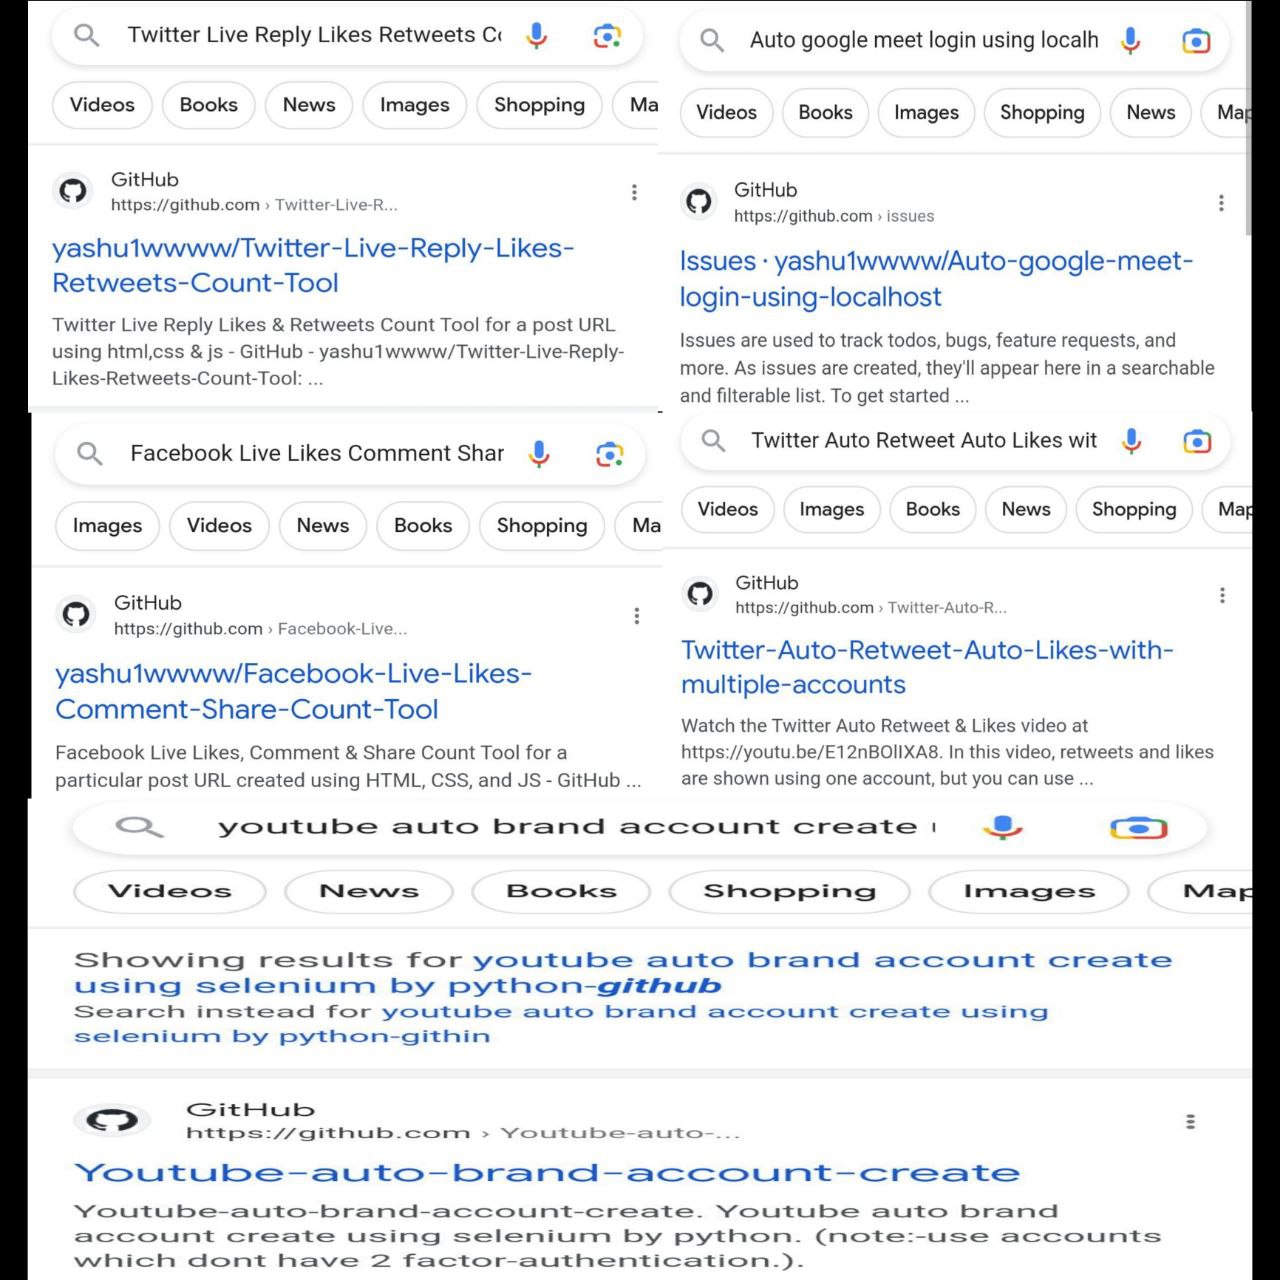 Twitter Live Reply Likes Retweets Co
Videos Books News Images Shopping Ma
GitHub
https://github.com › Twitter-Live-R...
yashu1wwww/Twitter-Live-Reply-Likes-
Retweets-Count-Tool
Twitter Live Reply Likes & Retweets Count Tool for a post URL
using html,css & js - GitHub - yashu1wwww/Twitter-Live-Reply-
Likes-Retweets-Count-Tool: ...
Auto google meet login using localh
Videos Books Images Shopping News Map
GitHub
https://github.com › issues
Issues · yashu1wwww/Auto-google-meet-
login-using-localhost
Issues are used to track todos, bugs, feature requests, and
more. As issues are created, they'll appear here in a searchable
and filterable list. To get started ...
Facebook Live Likes Comment Shar
Images Videos News Books Shopping Ma
GitHub
https://github.com › Facebook-Live...
yashu1wwww/Facebook-Live-Likes-
Comment-Share-Count-Tool
Facebook Live Likes, Comment & Share Count Tool for a
particular post URL created using HTML, CSS, and JS - GitHub ...
Twitter Auto Retweet Auto Likes wit
Videos Images Books News Shopping Map
GitHub
https://github.com › Twitter-Auto-R...
Twitter-Auto-Retweet-Auto-Likes-with-
multiple-accounts
Watch the Twitter Auto Retweet & Likes video at
https://youtu.be/E12nBOlIXA8. In this video, retweets and likes
are shown using one account, but you can use ...
youtube auto brand account create
Videos News Books Shopping Images Map
Showing results for youtube auto brand account create
using selenium by python-github
Search instead for youtube auto brand account create using
selenium by python-githin
GitHub
https://github.com › Youtube-auto-...
Youtube-auto-brand-account-create
Youtube-auto-brand-account-create. Youtube auto brand
account create using selenium by python. (note:-use accounts
which dont have 2 factor-authentication.).